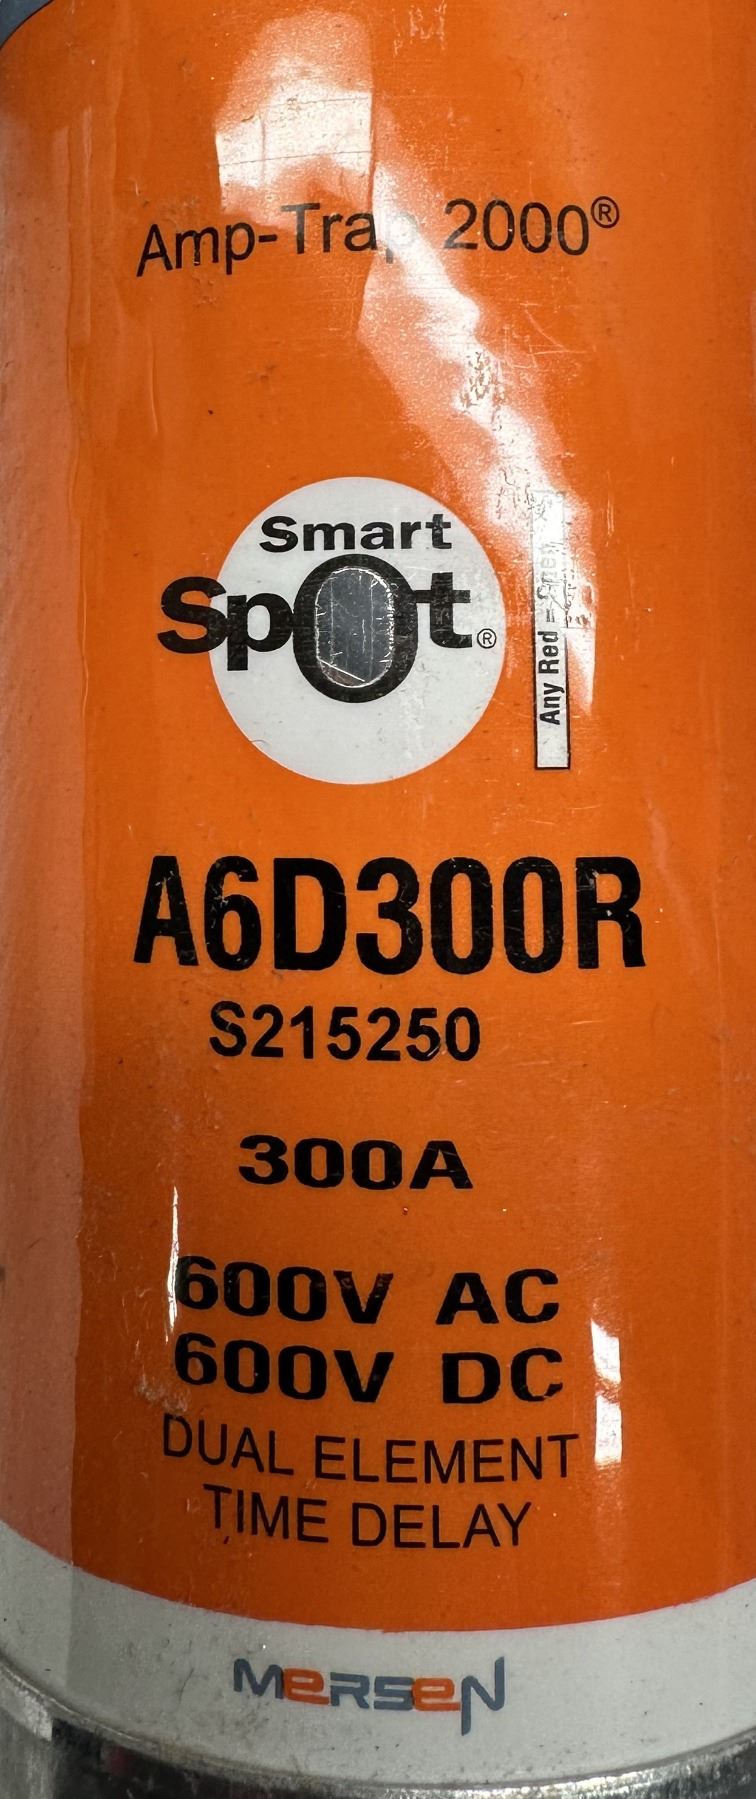 Amp-Trap 2000®
Smart
Spot®
Any Red = Open
A6D300R
S215250
300A
600V AC
600V DC
DUAL ELEMENT
TIME DELAY
MERSEN